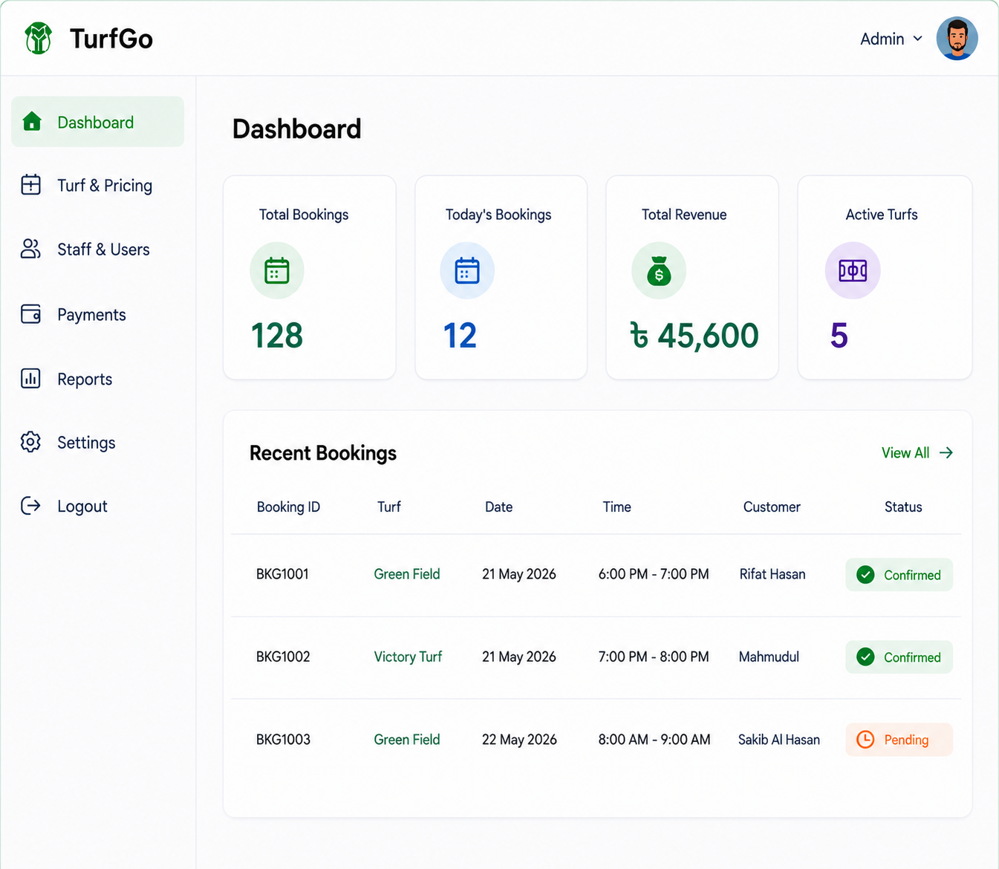 TurfGo
Admin
Dashboard
Turf & Pricing
Staff & Users
Payments
Reports
Settings
Logout
Dashboard
Total Bookings
128
Today's Bookings
12
Total Revenue
$
৳ 45,600
Active Turfs
5
Recent Bookings
View All →
Booking ID Turf Date Time Customer Status
BKG1001 Green Field 21 May 2026 6:00 PM - 7:00 PM Rifat Hasan Confirmed
BKG1002 Victory Turf 21 May 2026 7:00 PM - 8:00 PM Mahmudul Confirmed
BKG1003 Green Field 22 May 2026 8:00 AM - 9:00 AM Sakib Al Hasan Pending